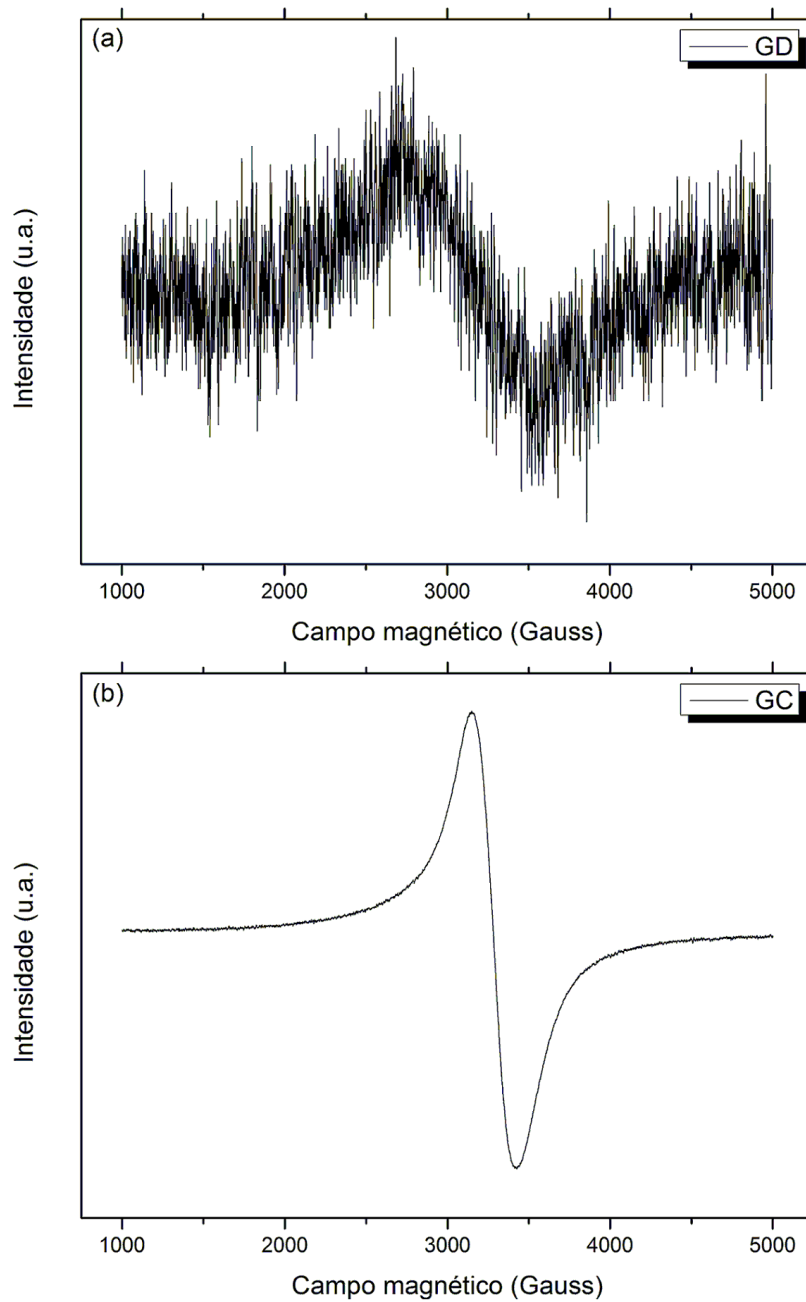 (a)
GD
Intensidade (u.a.)
1000 2000 3000 4000 5000
Campo magnético (Gauss)
(b)
GC
Intensidade (u.a.)
1000 2000 3000 4000 5000
Campo magnético (Gauss)